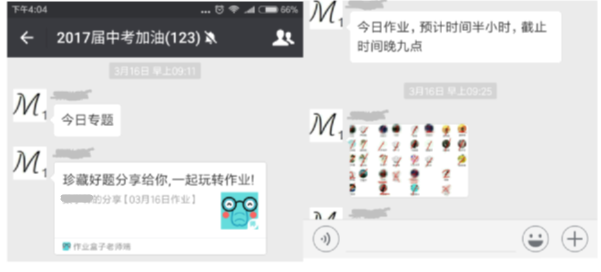 下午4:04
66%
2017届中考加油(123)
3月16日 早上09:11
M1
今日专题
M1
珍藏好题分享给你,一起玩转作业!
的分享【03月16日作业】
作业盒子老师端
M1
今日作业，预计时间半小时，截止
时间晚九点
3月16日 早上09:25
M1